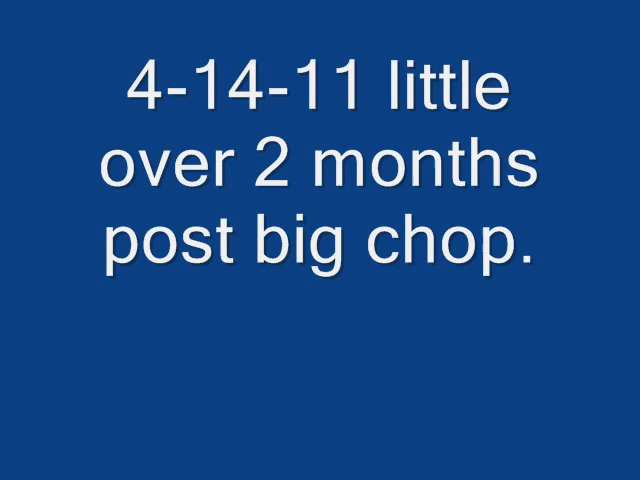 4-14-11 little
over 2 months
post big chop.